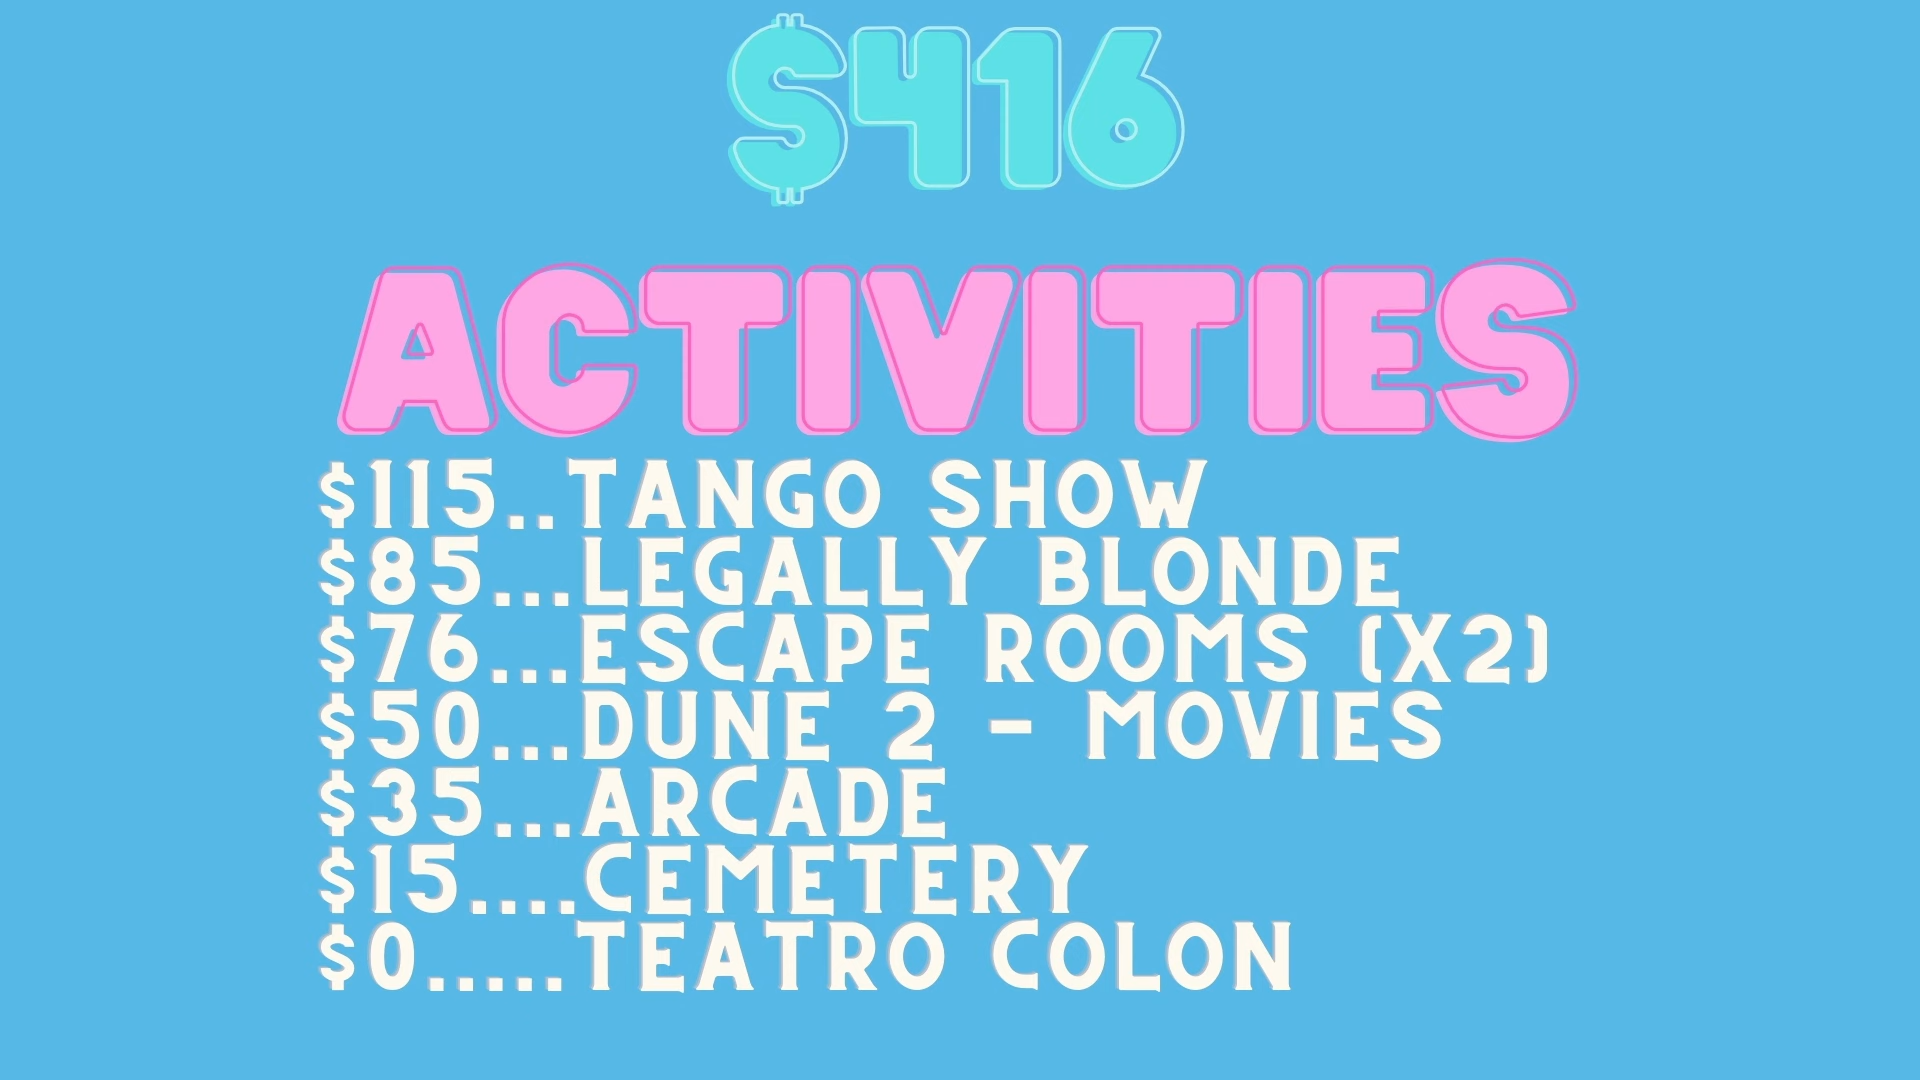 $416
ACTIVITIES
$115..TANGO SHOW
$85...LEGALLY BLONDE
$76...ESCAPE ROOMS (X2)
$50...DUNE 2 - MOVIES
$35...ARCADE
$15....CEMETERY
$0.....TEATRO COLON